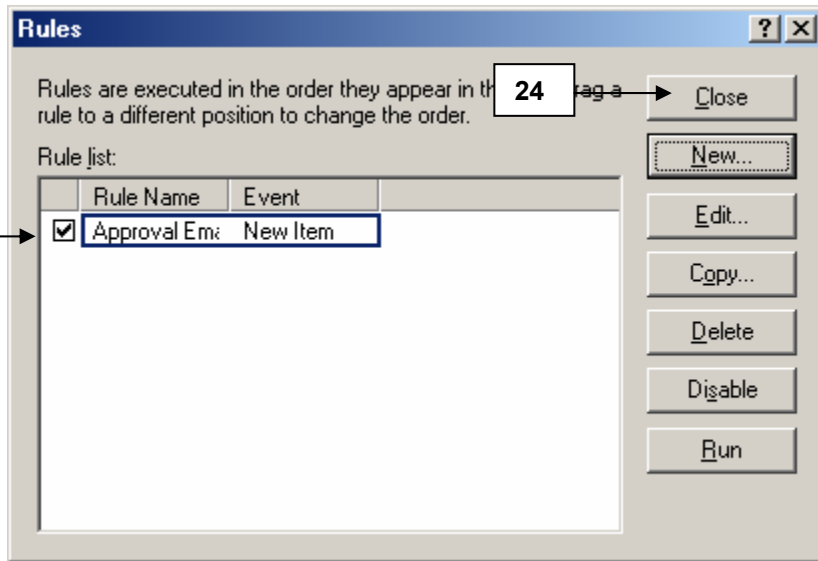 Rules
Rules are executed in the order they appear in th 24 rag a
rule to a different position to change the order.
Rule list:
Rule Name Event
Approval Ema New Item
Close
New...
Edit...
Copy...
Delete
Disable
Run